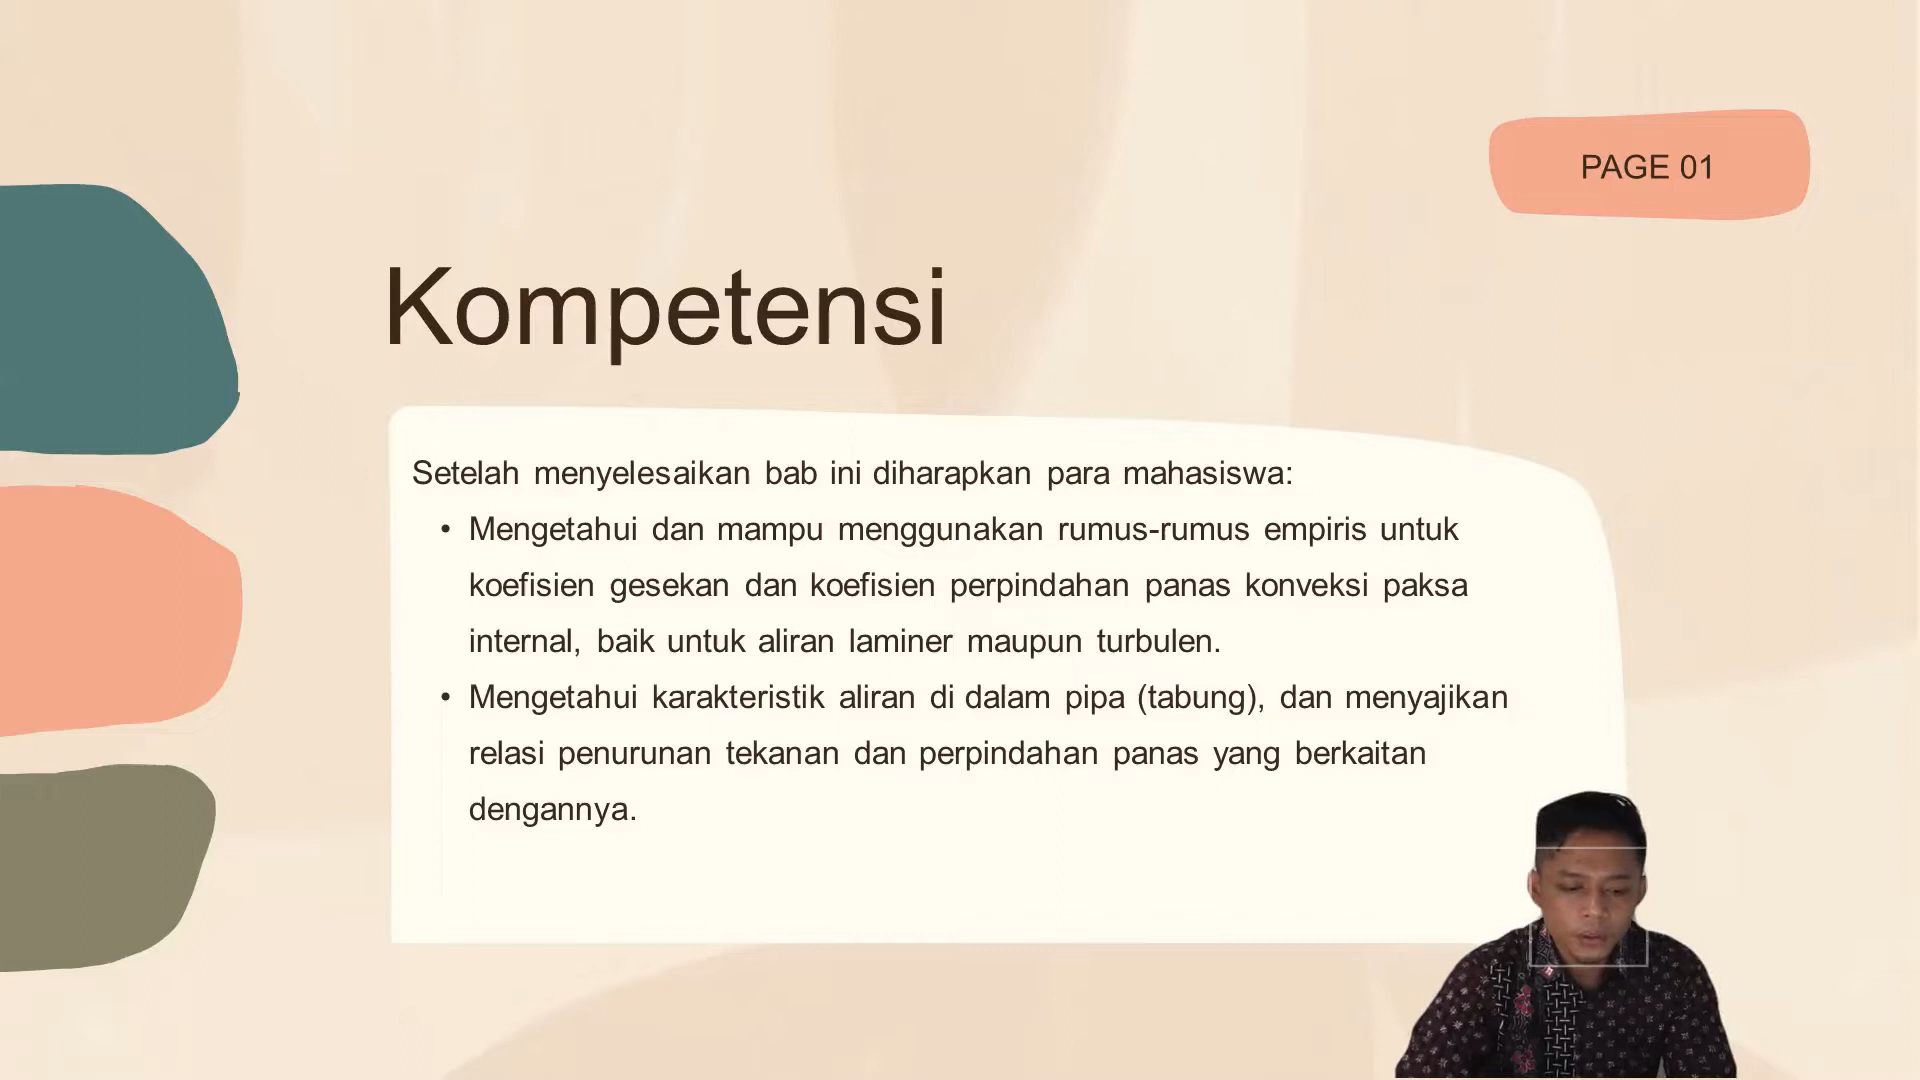 PAGE 01
Kompetensi
Setelah menyelesaikan bab ini diharapkan para mahasiswa:
• Mengetahui dan mampu menggunakan rumus-rumus empiris untuk
koefisien gesekan dan koefisien perpindahan panas konveksi paksa
internal, baik untuk aliran laminer maupun turbulen.
• Mengetahui karakteristik aliran di dalam pipa (tabung), dan menyajikan
relasi penurunan tekanan dan perpindahan panas yang berkaitan
dengannya.